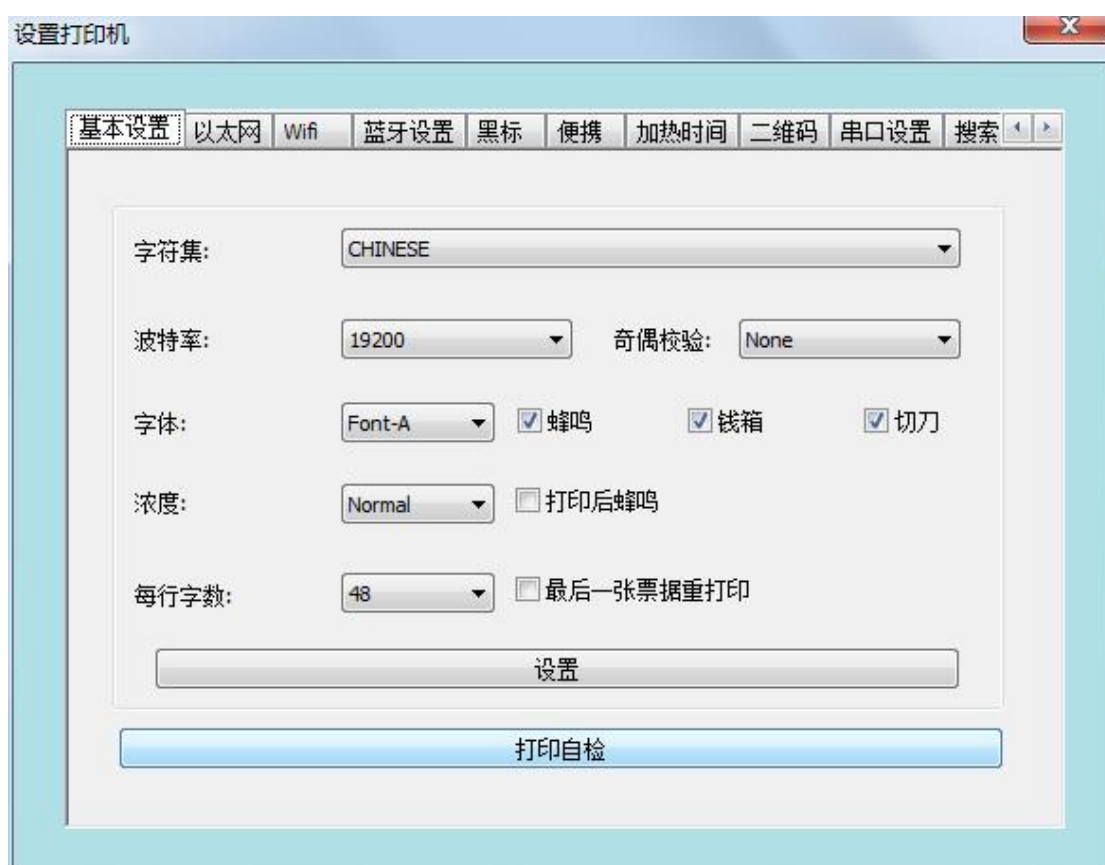 设置打印机
X
基本设置 以太网 Wifi 蓝牙设置 黑标 便携 加热时间 二维码 串口设置 搜索
字符集: CHINESE
波特率: 19200 奇偶校验: None
字体: Font-A 蜂鸣 钱箱 切刀
浓度: Normal 打印后蜂鸣
每行字数: 48 最后一张票据重打印
设置
打印自检